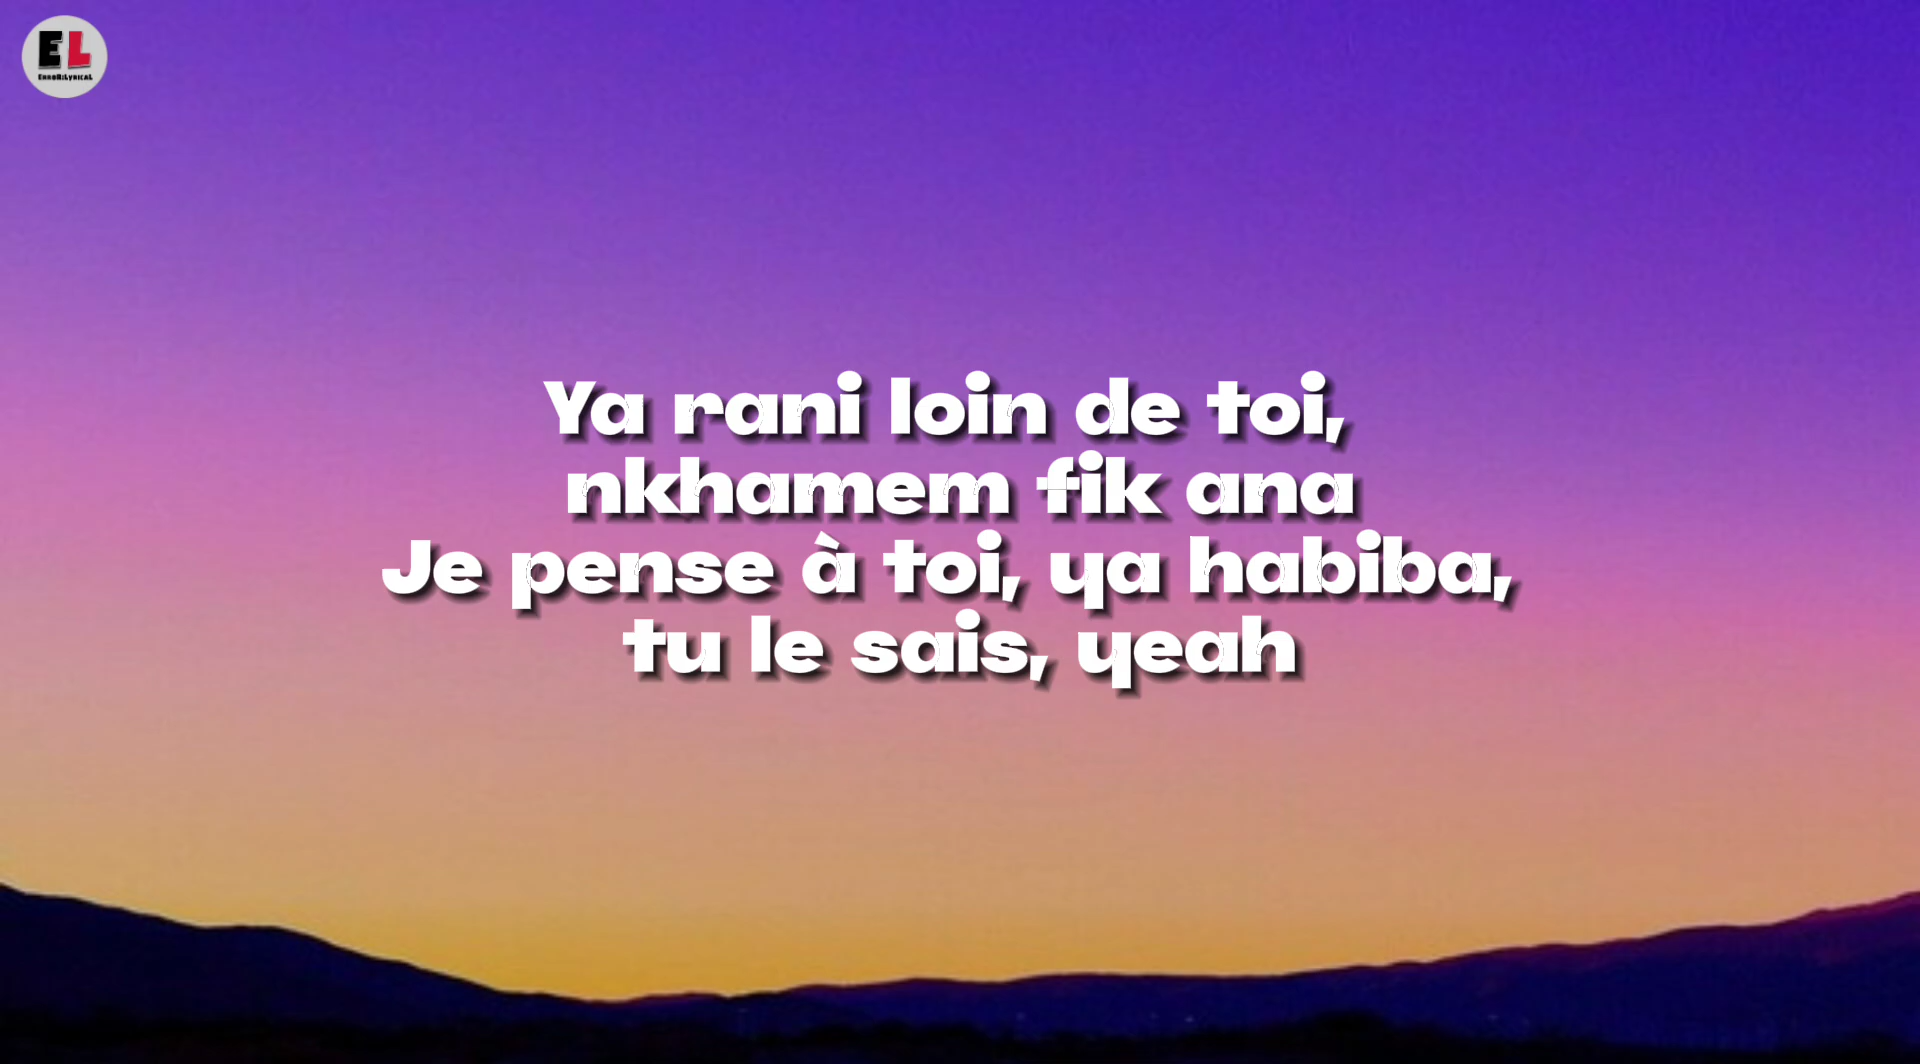 EL
Ya rani loin de toi,
nkhamem fik ana
Je pense à toi, ya habiba,
tu le sais, yeah